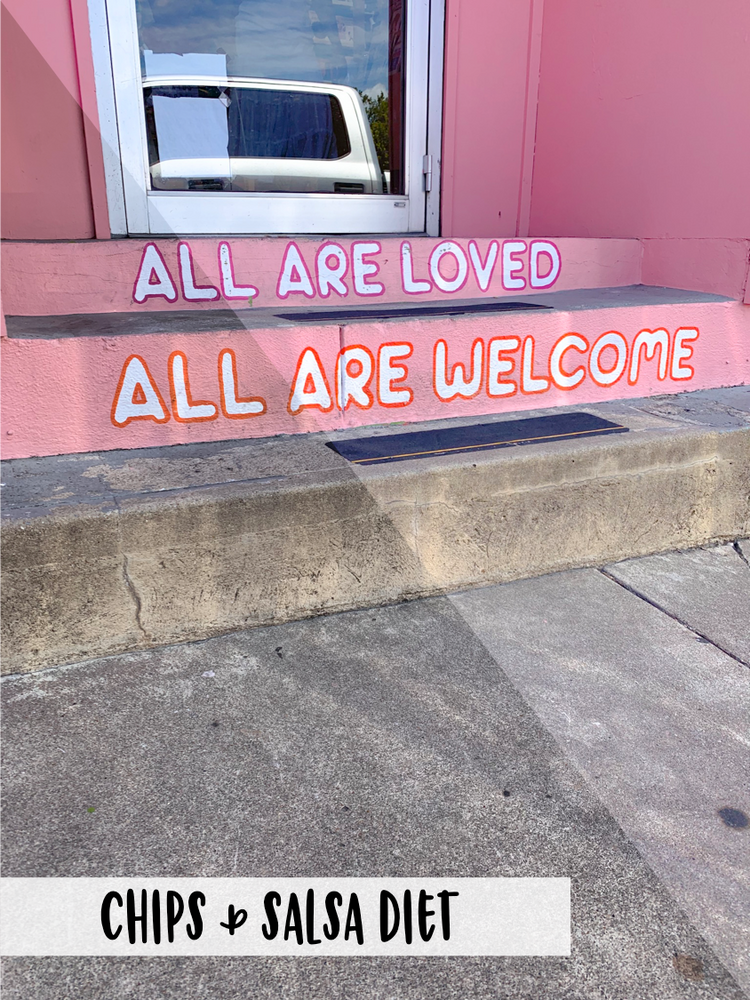 ALL ARE LOVED
ALL ARE WELCOME
CHIPS & SALSA DIET